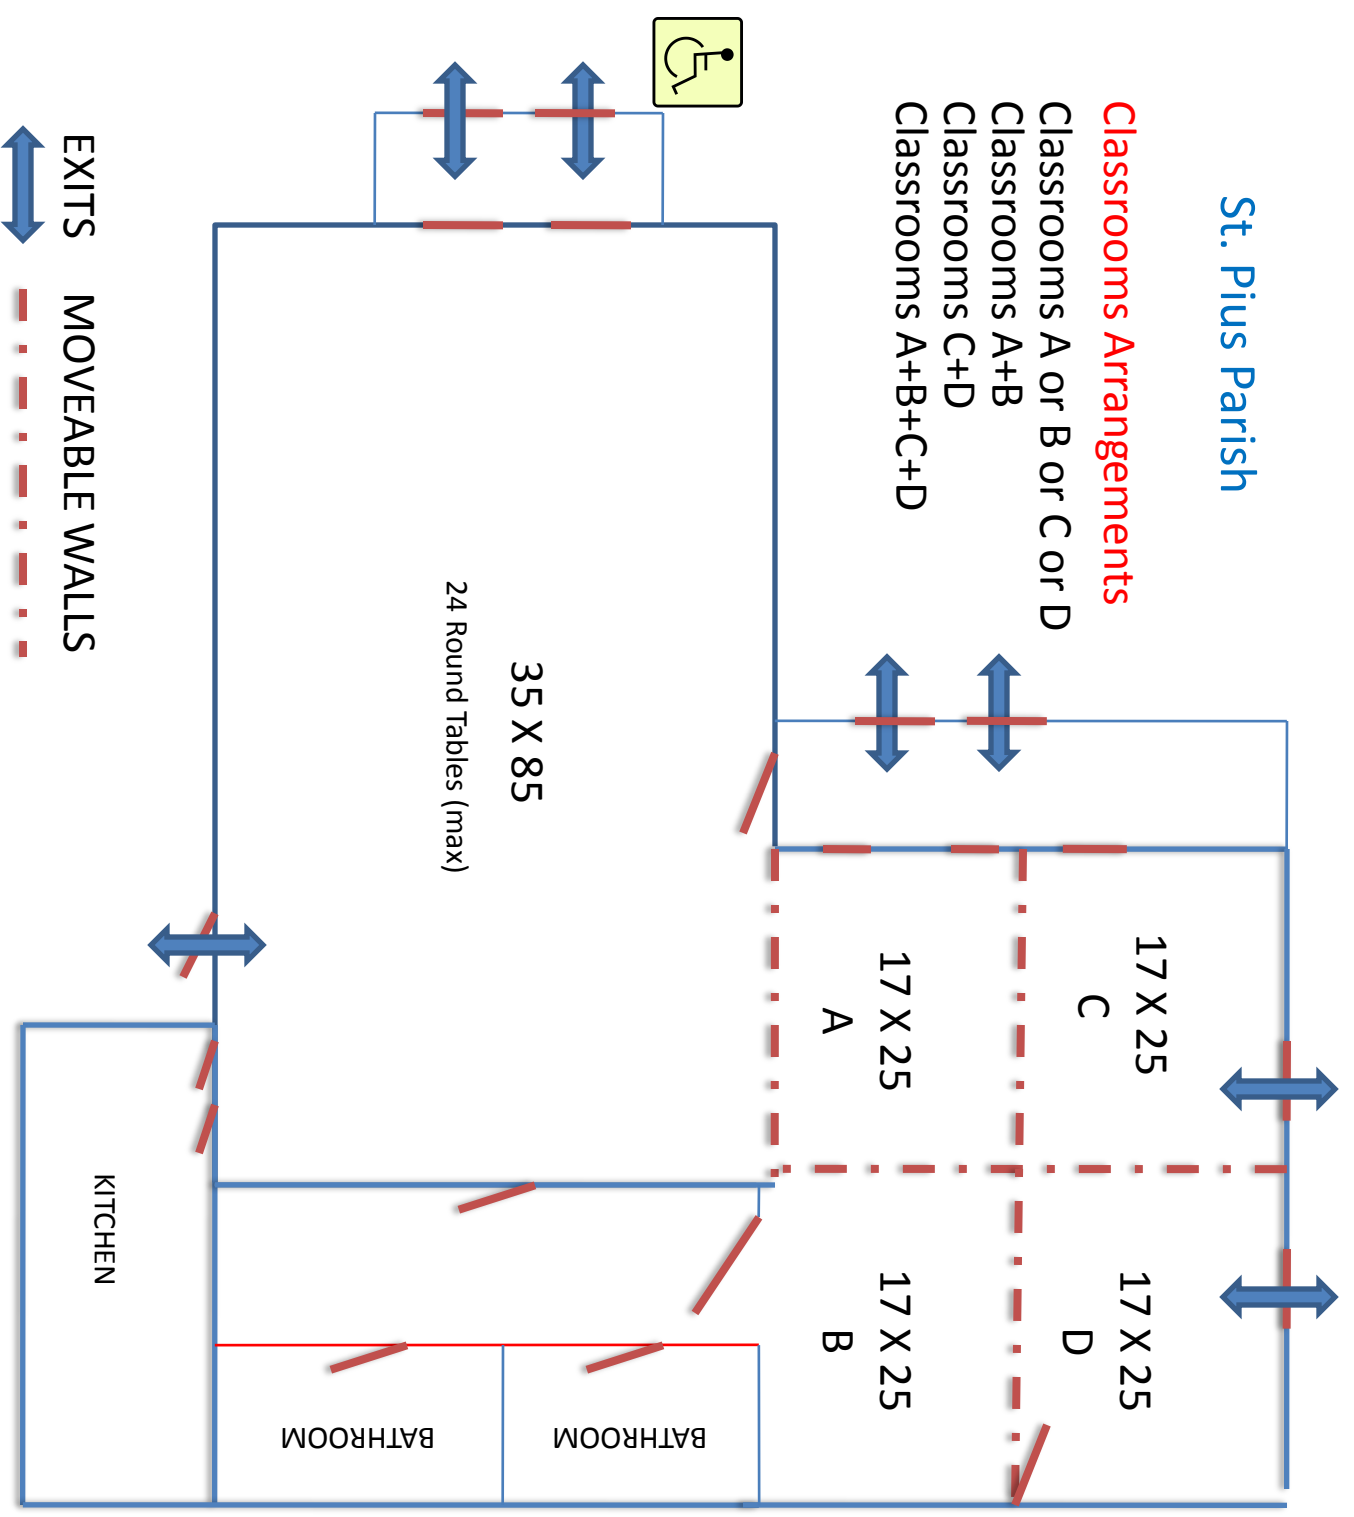 St. Pius Parish
Classrooms Arrangements
Classrooms A or B or C or D
Classrooms A+B
Classrooms C+D
Classrooms A+B+C+D
17 X 25
C
17 X 25
D
17 X 25
A
17 X 25
B
35 X 85
24 Round Tables (max)
BATHROOM
BATHROOM
KITCHEN
EXITS
MOVEABLE WALLS